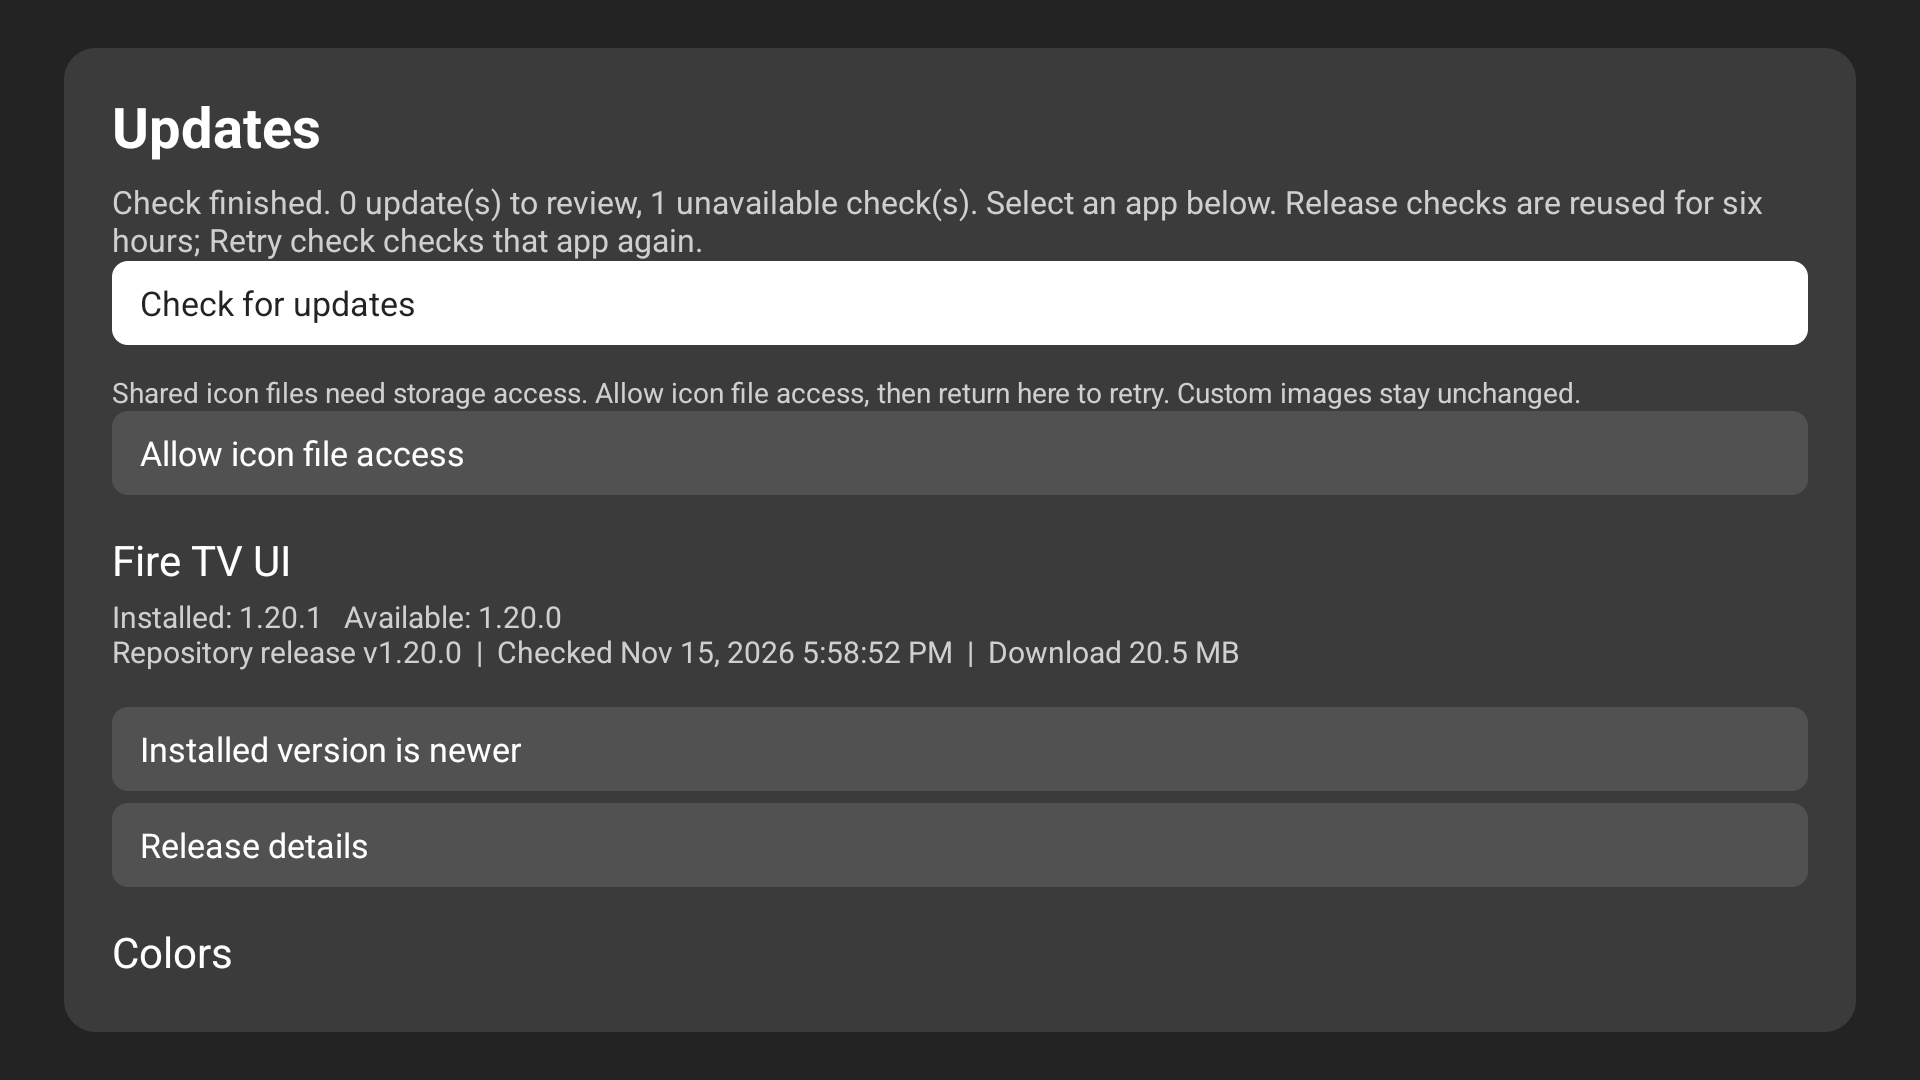 Updates
Check finished. 0 update(s) to review, 1 unavailable check(s). Select an app below. Release checks are reused for six
hours; Retry check checks that app again.
Check for updates
Shared icon files need storage access. Allow icon file access, then return here to retry. Custom images stay unchanged.
Allow icon file access
Fire TV UI
Installed: 1.20.1   Available: 1.20.0
Repository release v1.20.0  |  Checked Nov 15, 2026 5:58:52 PM  |  Download 20.5 MB
Installed version is newer
Release details
Colors